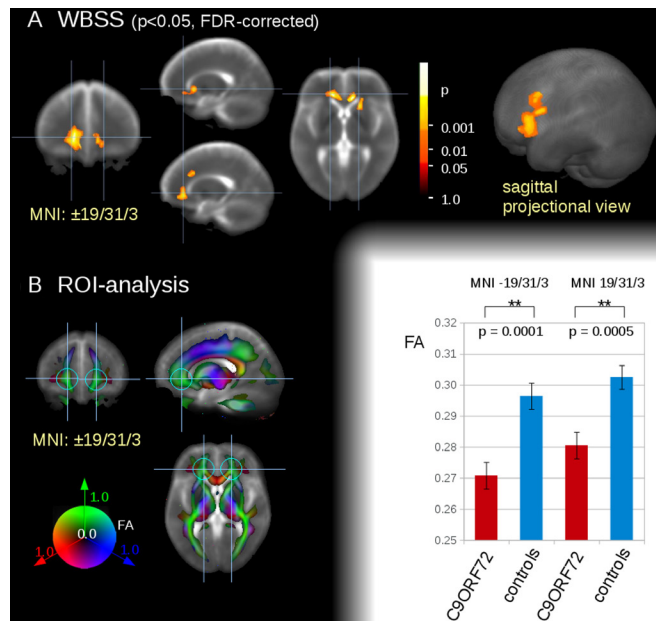 A WBSS (p<0.05, FDR-corrected)
p
0.001
0.01
0.05
1.0
MNI: ±19/31/3
sagittal
projectional view
B ROI-analysis
MNI: ±19/31/3
1.0
FA
0.0
1.0
1.0
MNI -19/31/3 MNI 19/31/3
** **
p = 0.0001 p = 0.0005
FA
0.32
0.31
0.30
0.29
0.28
0.27
0.26
0.25
C9ORF72 controls C9ORF72 controls